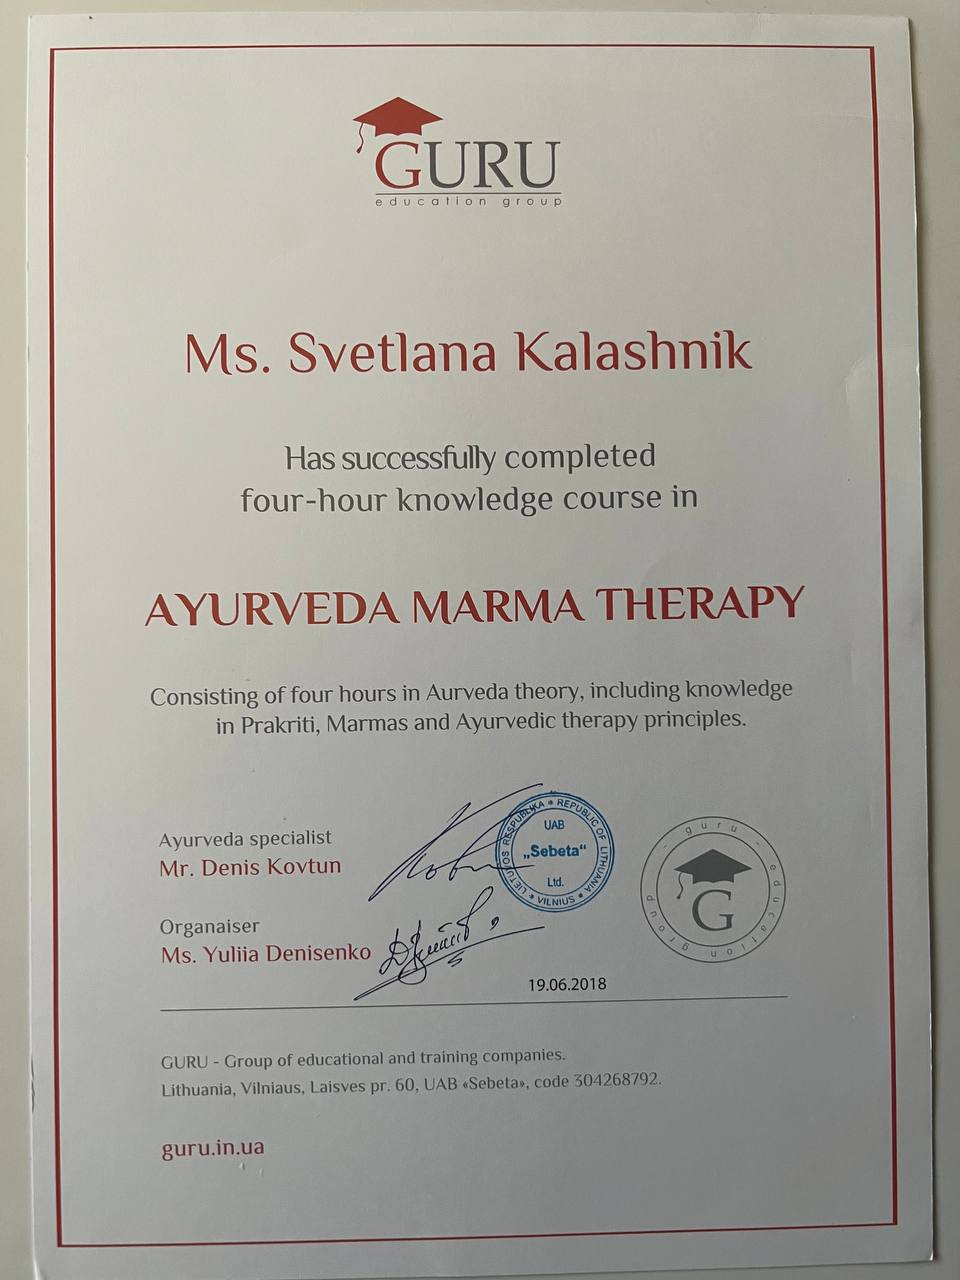 GURU
education group
Ms. Svetlana Kalashnik
Has successfully completed
four-hour knowledge course in
AYURVEDA MARMA THERAPY
Consisting of four hours in Aurveda theory, including knowledge
in Prakriti, Marmas and Ayurvedic therapy principles.
Ayurveda specialist
Mr. Denis Kovtun
Organaiser
Ms. Yuliia Denisenko
LIETUVOS RESPUBLIKA * REPUBLIC OF LITHUANIA * VILNIUS *
UAB
„Sebeta“
Ltd.
- guru - education group
G
19.06.2018
GURU - Group of educational and training companies.
Lithuania, Vilniaus, Laisves pr. 60, UAB «Sebeta», code 304268792.
guru.in.ua